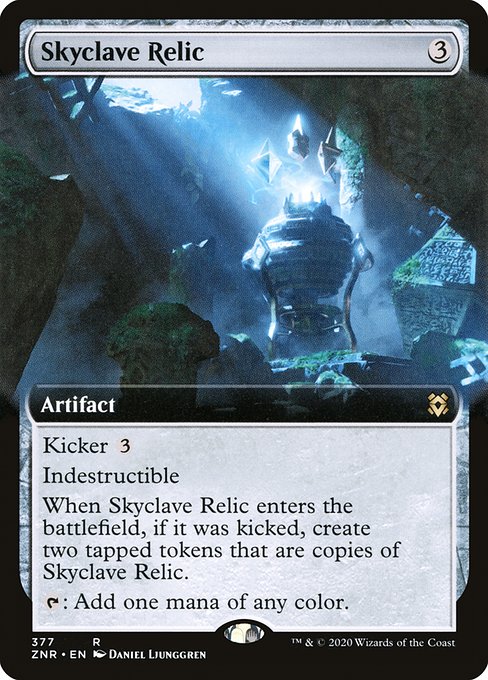 Skyclave Relic 3
Artifact
Kicker 3
Indestructible
When Skyclave Relic enters the
battlefield, if it was kicked, create
two tapped tokens that are copies of
Skyclave Relic.
: Add one mana of any color.
377 R
ZNR • EN Daniel Ljunggren
™ & © 2020 Wizards of the Coast